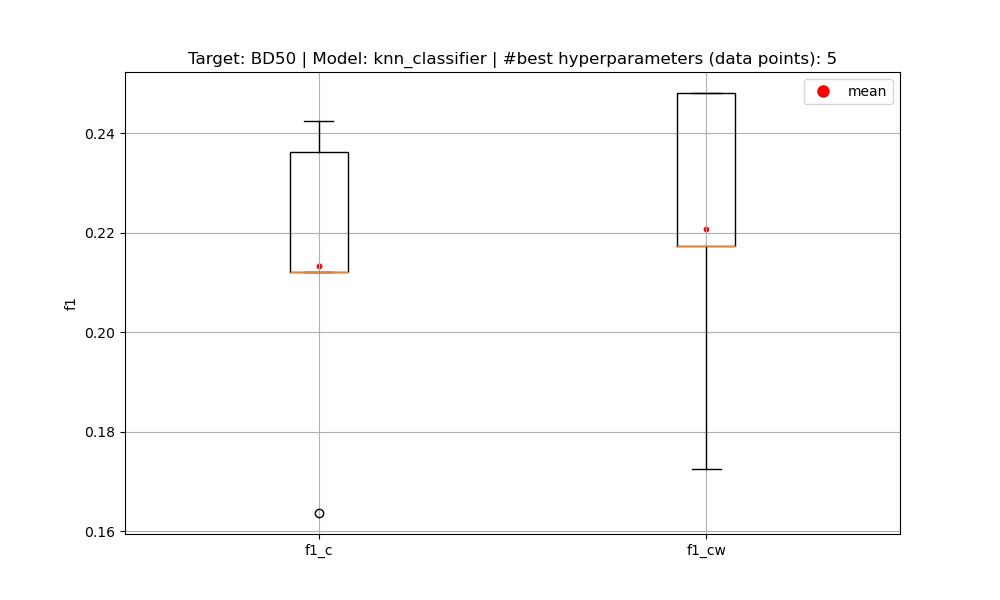 Target: BD50 | Model: knn_classifier | #best hyperparameters (data points): 5
mean
0.24
0.22
0.20
0.18
0.16
f1
f1_c
f1_cw